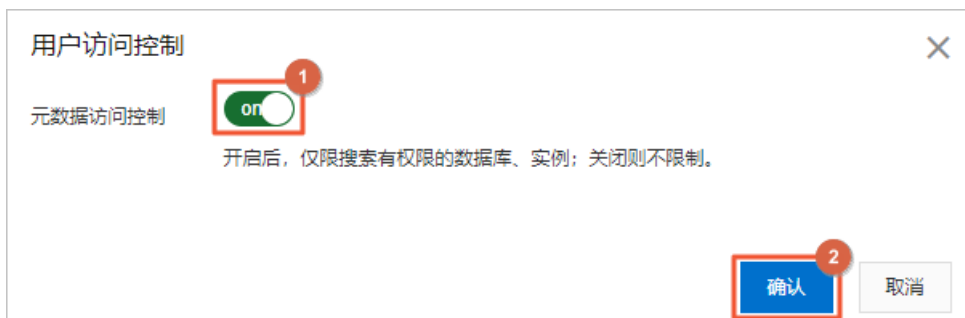 用户访问控制
1
元数据访问控制
on
开启后，仅限搜索有权限的数据库、实例；关闭则不限制。
2
确认
取消